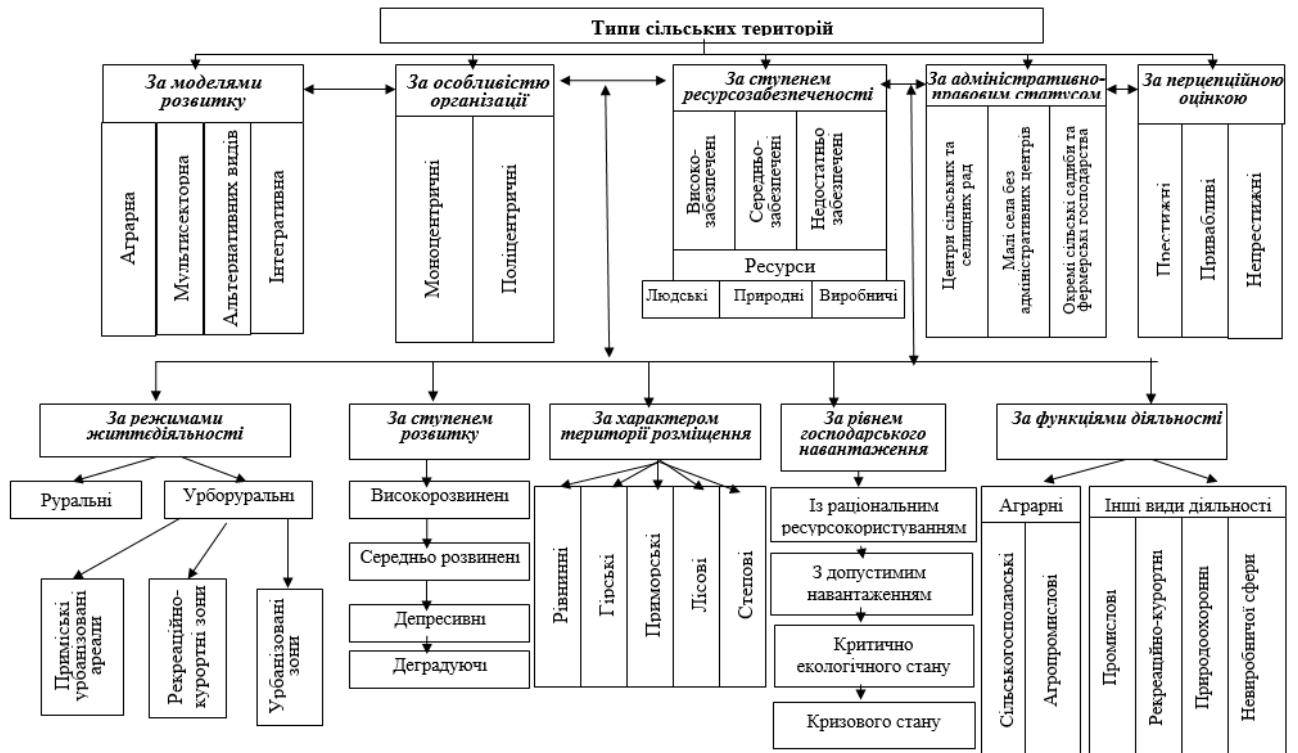 Типи сільських територій
За моделями
розвитку
Аграрна
Мультисекторна
Альтернативних видів
Інтегративна
За особливістю
організації
Моноцентричні
Поліцентричні
За ступенем
ресурсозабезпеченості
Високо-
забезпечені
Середньо-
забезпечені
Недостатньо
забезпечені
Ресурси
Людські
Природні
Виробничі
За адміністративно-
правовим статусом
Центри сільських та
селищних рад
Малі села без
адміністративних центрів
Окремі сільські садиби та
фермерські господарства
За перцепційною
оцінкою
Престижні
Привабливі
Непрестижні
За режимами
життєдіяльності
Руральні
Урборуральні
Приміські
урбанізовані
ареали
Рекреаційно-
курортні зони
Урбанізовані
зони
За ступенем
розвитку
Високорозвинені
Середньо розвинені
Депресивні
Деградуючі
За характером
території розміщення
Рівнинні
Гірські
Приморські
Лісові
Степові
За рівнем
господарського
навантаження
Із раціональним
ресурсокористуванням
З допустимим
навантаженням
Критично
екологічного стану
Кризового стану
За функціями діяльності
Аграрні
Сільськогосподарські
Агропромислові
Інші види діяльності
Промислові
Рекреаційно-курортні
Природоохоронні
Невиробничої сфери